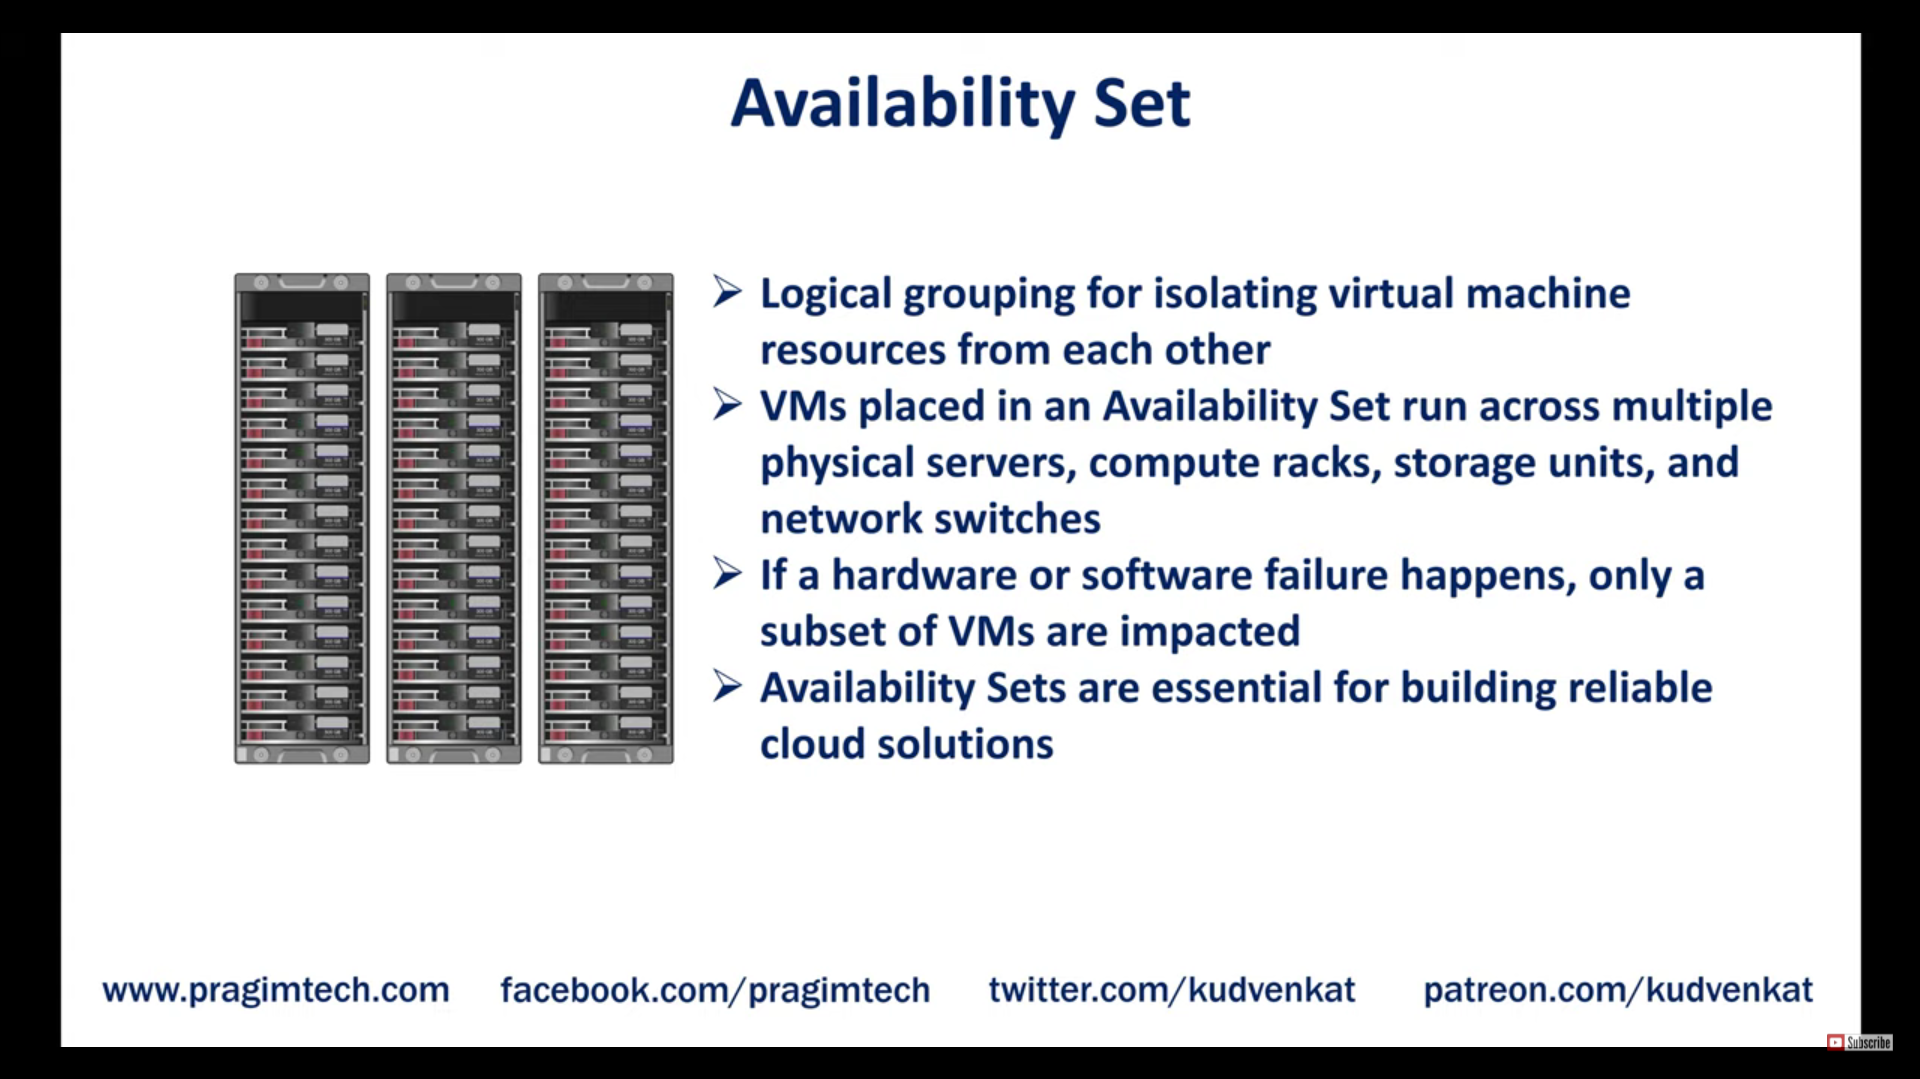 Availability Set
Logical grouping for isolating virtual machine
resources from each other
VMs placed in an Availability Set run across multiple
physical servers, compute racks, storage units, and
network switches
If a hardware or software failure happens, only a
subset of VMs are impacted
Availability Sets are essential for building reliable
cloud solutions
www.pragimtech.com facebook.com/pragimtech twitter.com/kudvenkat patreon.com/kudvenkat
Subscribe